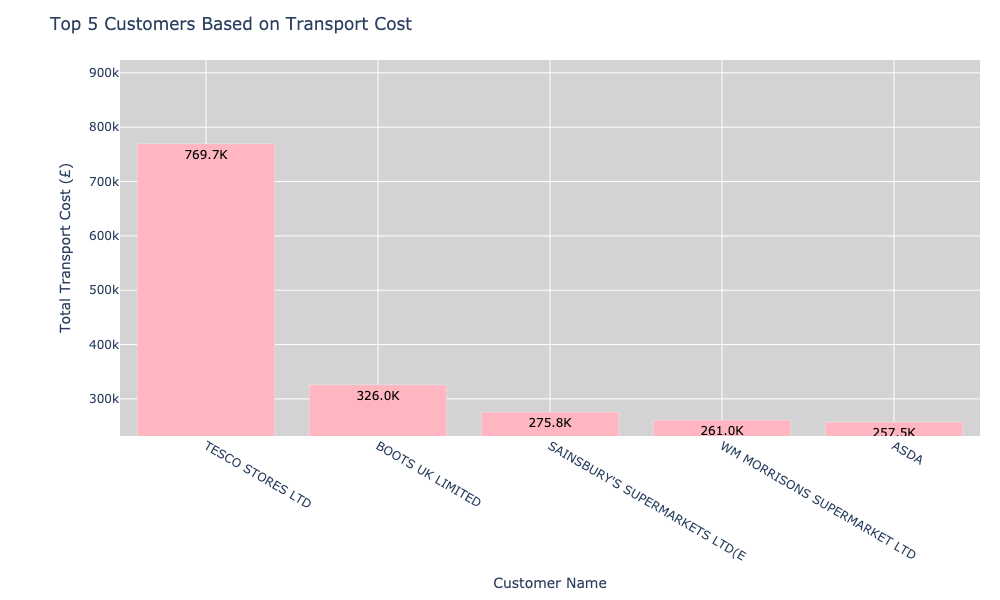 Top 5 Customers Based on Transport Cost
Total Transport Cost (£)
900k
800k
700k
600k
500k
400k
300k
769.7K
326.0K
275.8K
261.0K
257.5K
TESCO STORES LTD
BOOTS UK LIMITED
SAINSBURY'S SUPERMARKETS LTD(E
WM MORRISONS SUPERMARKET LTD
ASDA
Customer Name